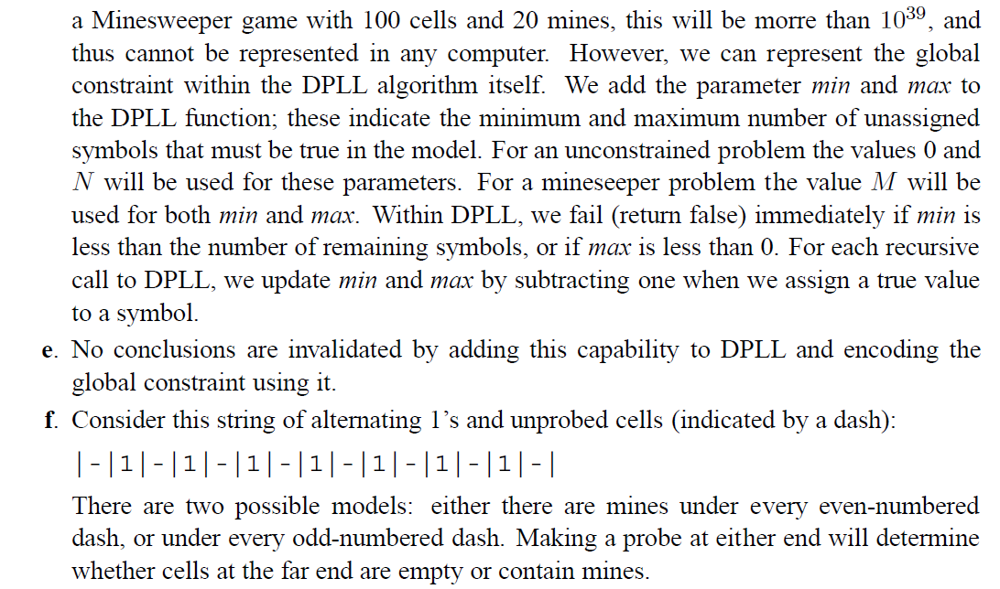 a Minesweeper game with 100 cells and 20 mines, this will be morre than 10³⁹, and
thus cannot be represented in any computer. However, we can represent the global
constraint within the DPLL algorithm itself. We add the parameter min and max to
the DPLL function; these indicate the minimum and maximum number of unassigned
symbols that must be true in the model. For an unconstrained problem the values 0 and
N will be used for these parameters. For a mineseeper problem the value M will be
used for both min and max. Within DPLL, we fail (return false) immediately if min is
less than the number of remaining symbols, or if max is less than 0. For each recursive
call to DPLL, we update min and max by subtracting one when we assign a true value
to a symbol.
e. No conclusions are invalidated by adding this capability to DPLL and encoding the
global constraint using it.
f. Consider this string of alternating 1's and unprobed cells (indicated by a dash):
|-|1|-|1|-|1|-|1|-|1|-|1|-|1|-|
There are two possible models: either there are mines under every even-numbered
dash, or under every odd-numbered dash. Making a probe at either end will determine
whether cells at the far end are empty or contain mines.